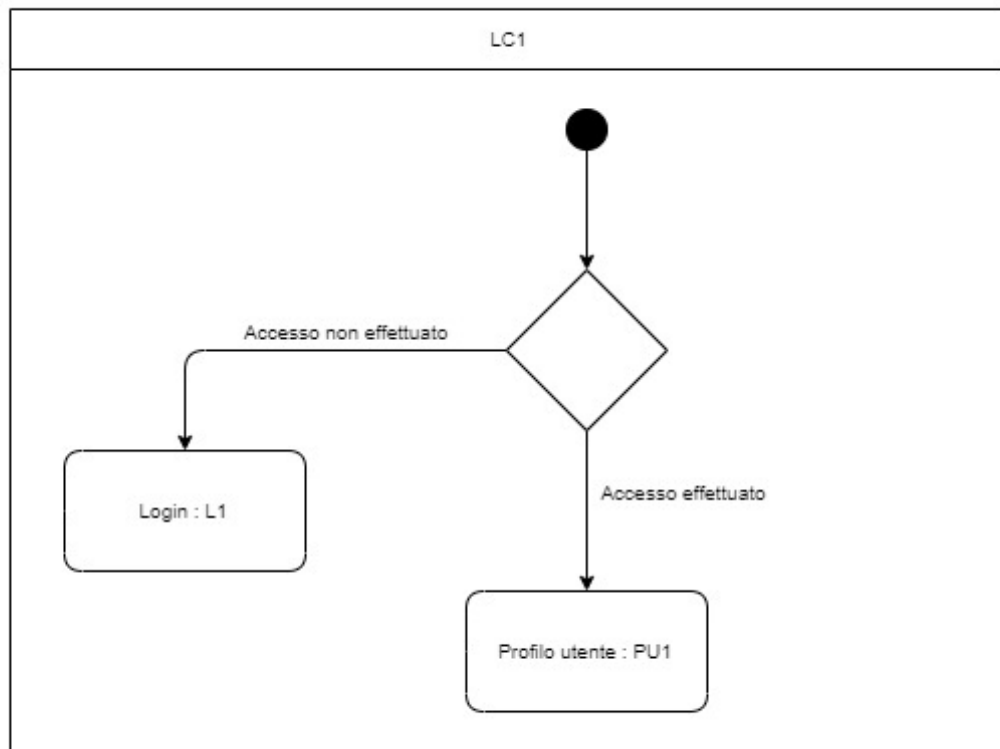 LC1
Accesso non effettuato
Login : L1
Accesso effettuato
Profilo utente : PU1